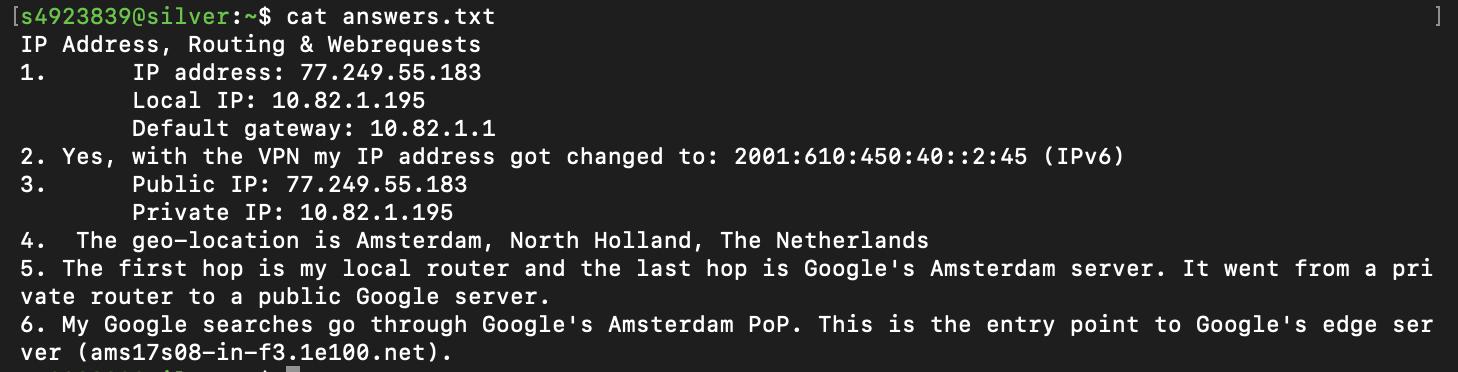 [s4923839@silver:~$ cat answers.txt ]
IP Address, Routing & Webrequests
1.      IP address: 77.249.55.183
        Local IP: 10.82.1.195
        Default gateway: 10.82.1.1
2. Yes, with the VPN my IP address got changed to: 2001:610:450:40::2:45 (IPv6)
3.      Public IP: 77.249.55.183
        Private IP: 10.82.1.195
4.  The geo-location is Amsterdam, North Holland, The Netherlands
5. The first hop is my local router and the last hop is Google's Amsterdam server. It went from a pri
vate router to a public Google server.
6. My Google searches go through Google's Amsterdam PoP. This is the entry point to Google's edge ser
ver (ams17s08-in-f3.1e100.net).